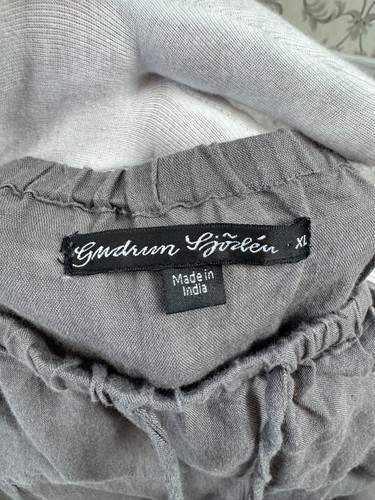 Gudrun Sjödén
XL
Made in
India